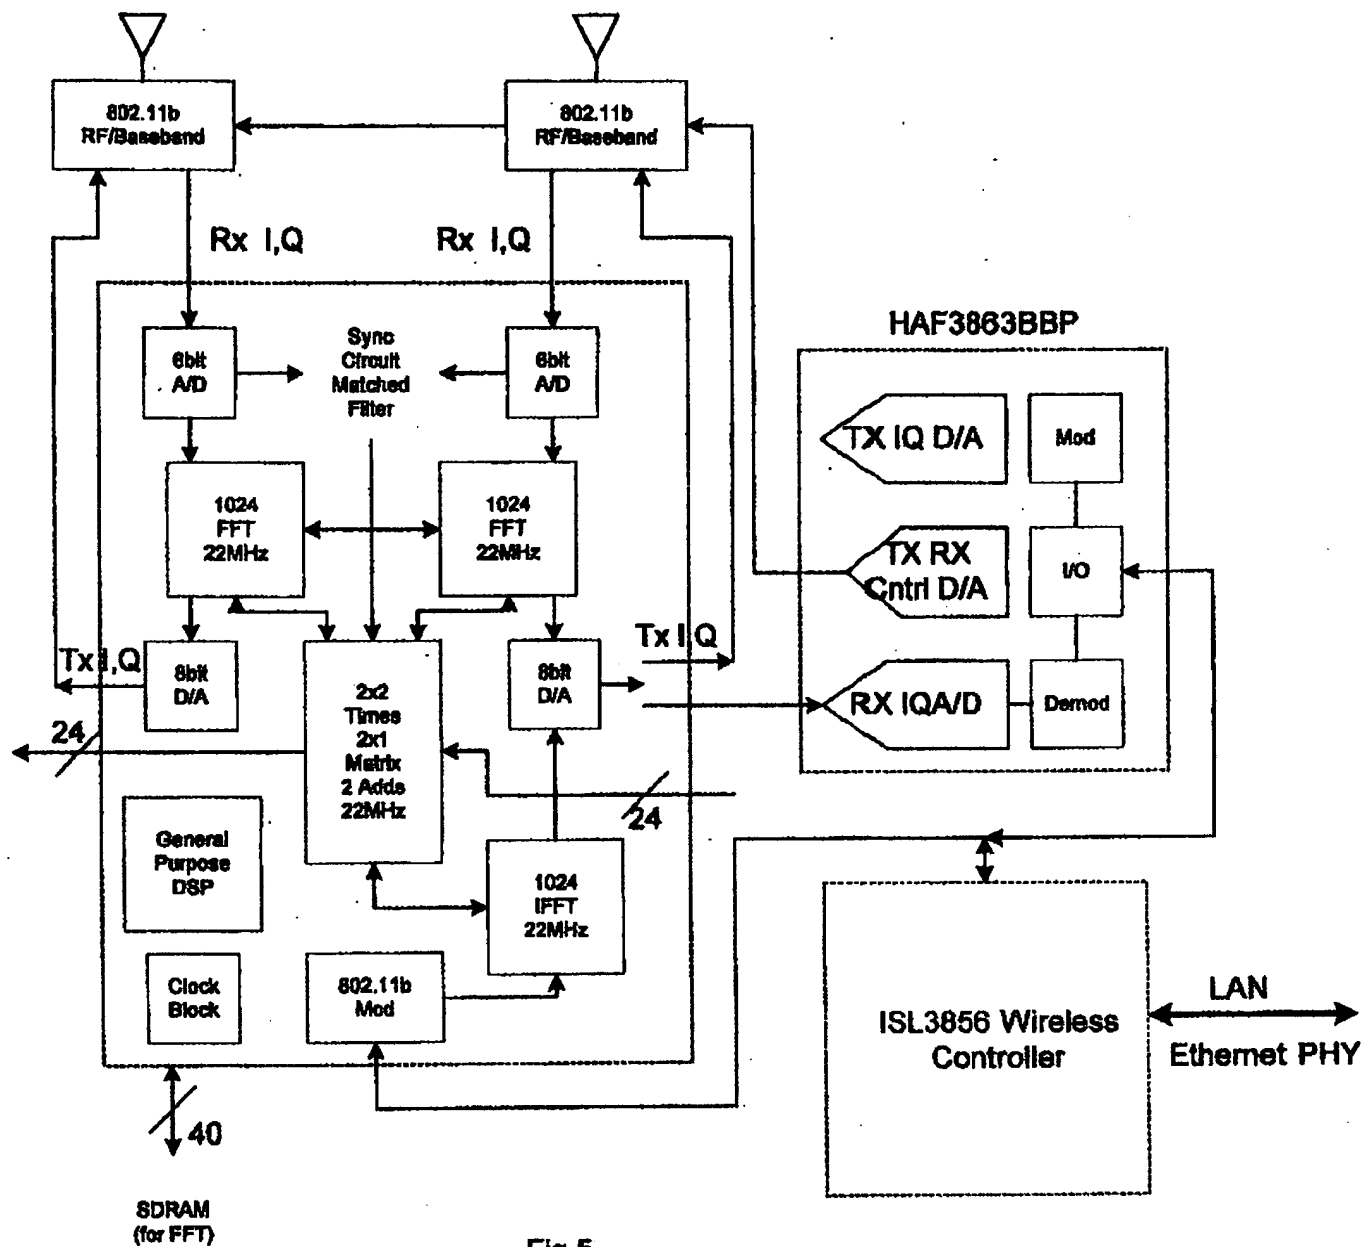 802.11b
RF/Baseband
802.11b
RF/Baseband
Rx I,Q
Rx I,Q
HAF3863BBP
6bit
A/D
Sync
Circuit
Matched
Filter
6bit
A/D
TX IQ D/A
Mod
1024
FFT
22MHz
1024
FFT
22MHz
TX RX
Cntrl D/A
I/O
Tx I,Q
8bit
D/A
2x2
Times
2x1
Matrix
2 Adds
22MHz
8bit
D/A
Tx I,Q
RX IQA/D
Demod
24
24
General
Purpose
DSP
1024
IFFT
22MHz
Clock
Block
802.11b
Mod
ISL3856 Wireless
Controller
LAN
Ethernet PHY
40
SDRAM
(for FFT)
Fig 5